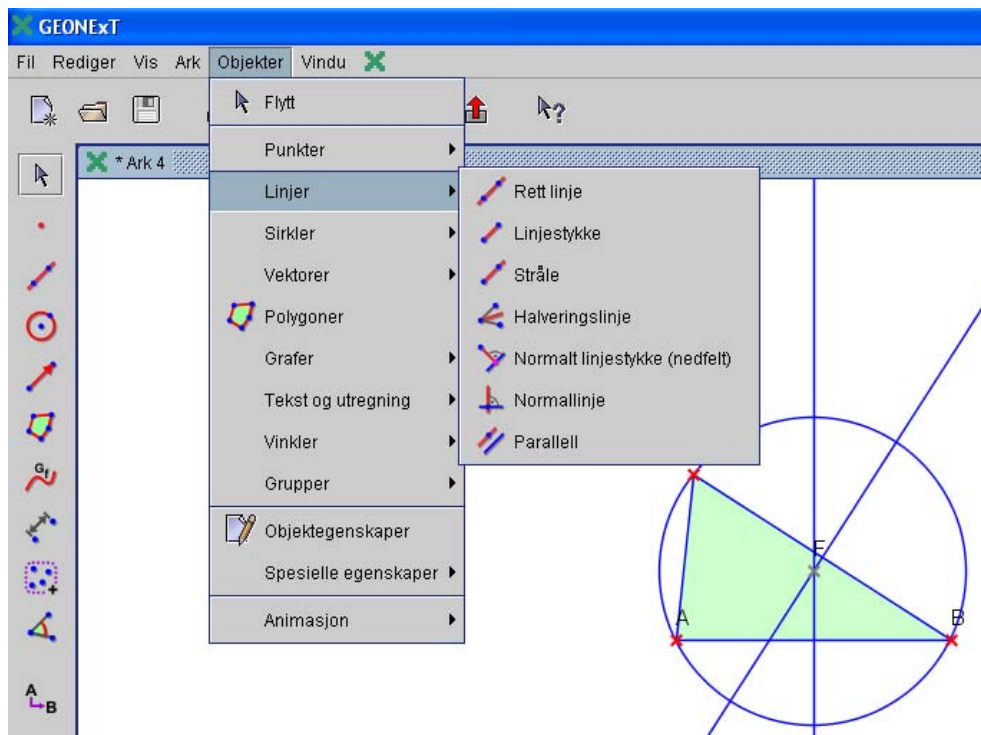 GEONExT
Fil Rediger Vis Ark Objekter Vindu
Flytt
Punkter
* Ark 4
Linjer
Sirkler
Vektorer
Polygoner
Grafer
Tekst og utregning
Vinkler
Grupper
Objektegenskaper
Spesielle egenskaper
Animasjon
Rett linje
Linjestykke
Stråle
Halveringslinje
Normalt linjestykke (nedfelt)
Normallinje
Parallell
?
Gf
A
B
F
A
B